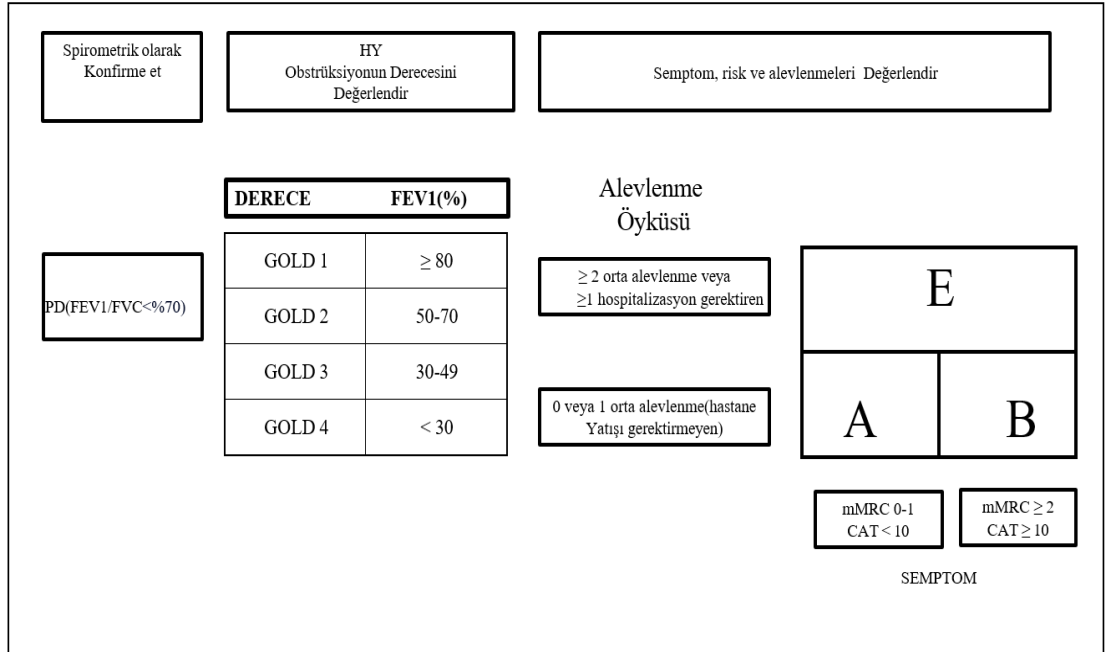 Spirometrik olarak
Konfirme et
HY
Obstrüksiyonun Derecesini
Değerlendir
Semptom, risk ve alevlenmeleri Değerlendir
DERECE FEV1(%)
GOLD 1 ≥ 80
GOLD 2 50-70
GOLD 3 30-49
GOLD 4 < 30
PD(FEV1/FVC<%70)
Alevlenme
Öyküsü
≥ 2 orta alevlenme veya
≥1 hospitalizasyon gerektiren
0 veya 1 orta alevlenme(hastane
Yatışı gerektirmeyen)
E
A B
mMRC 0-1
CAT < 10
mMRC ≥ 2
CAT ≥ 10
SEMPTOM